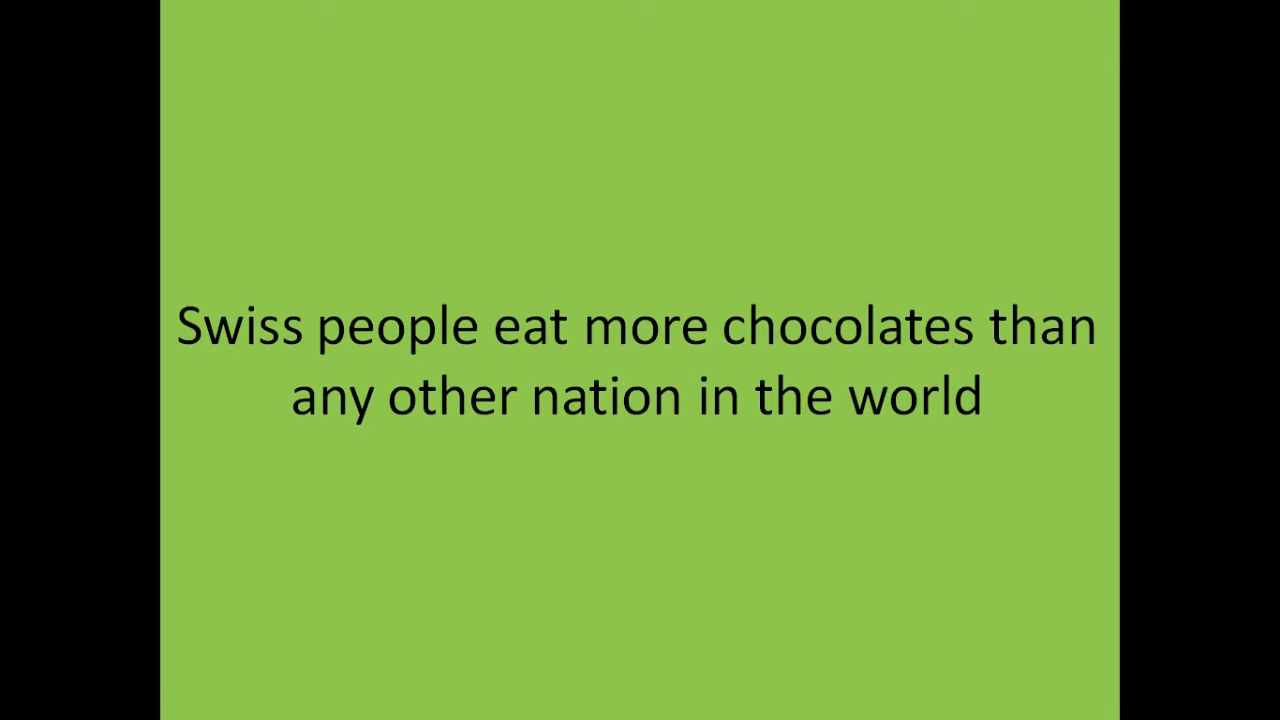 Swiss people eat more chocolates than
any other nation in the world